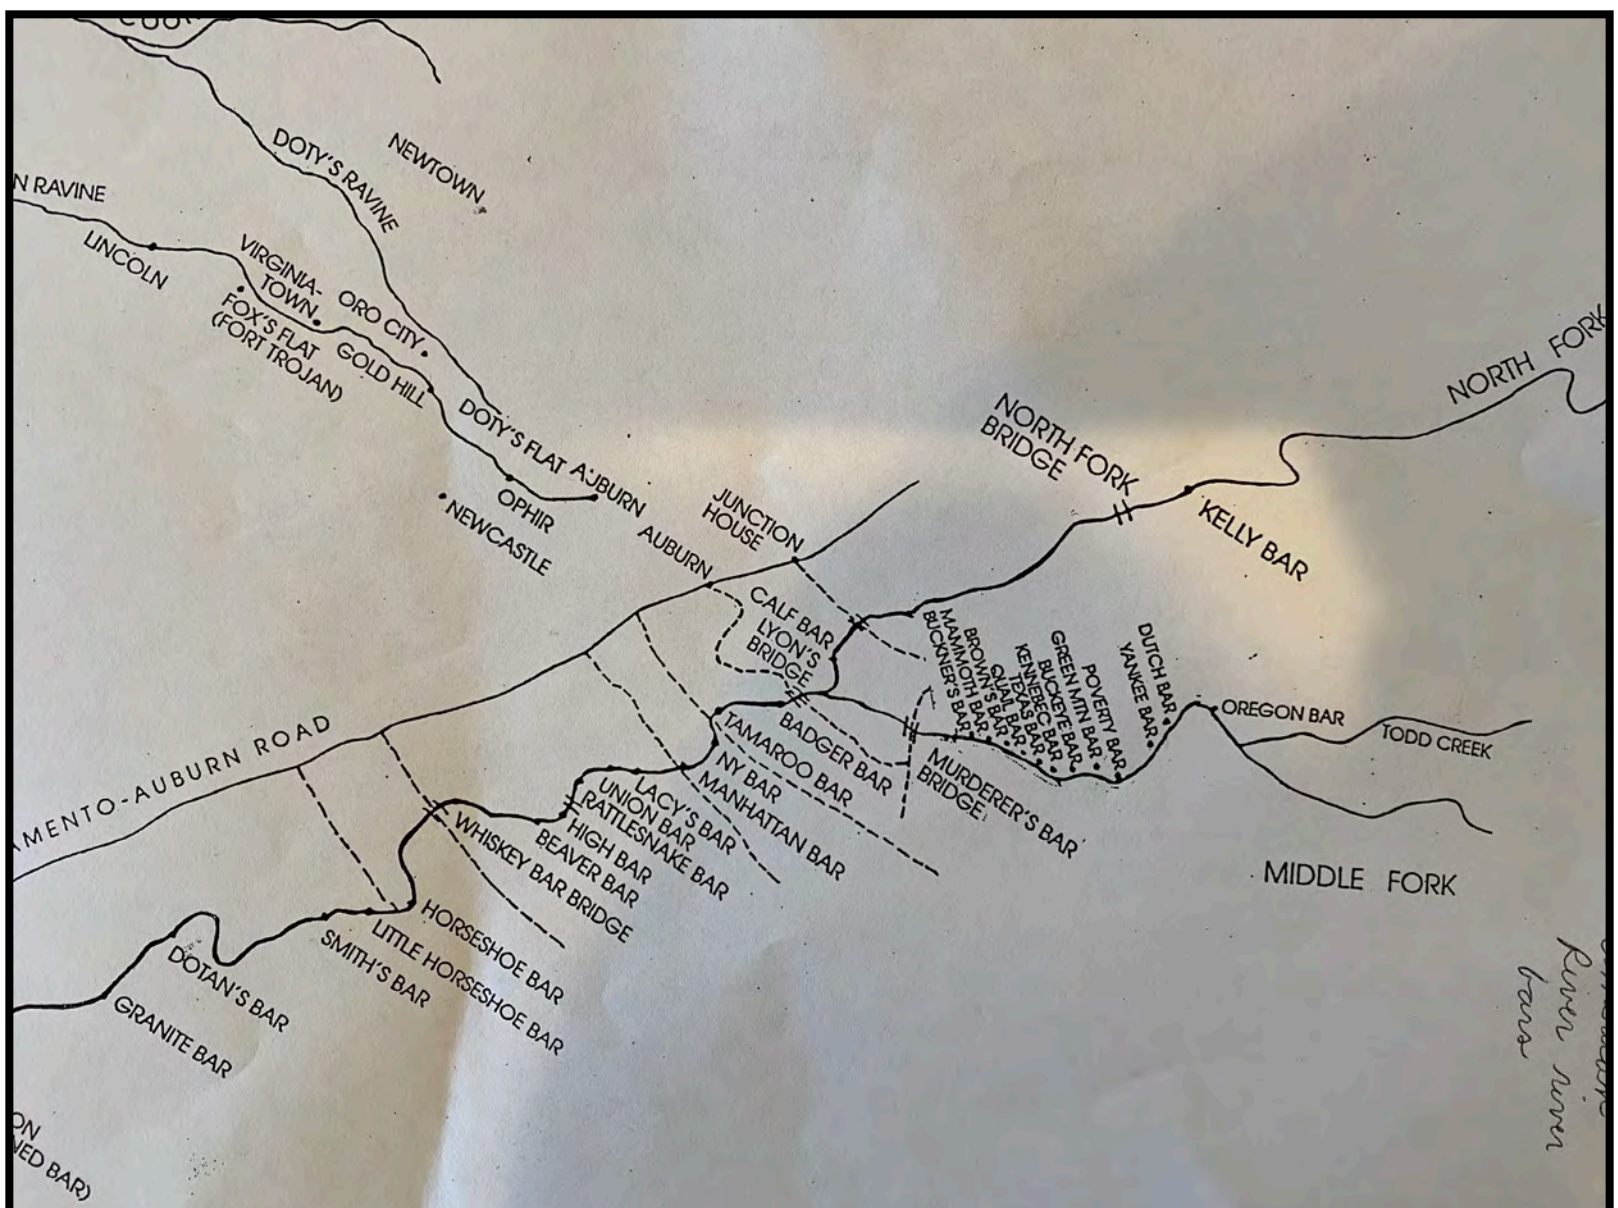 DOTY'S RAVINE
NEWTOWN
N RAVINE
LINCOLN
VIRGINIA-
TOWN
ORO CITY
FOX'S FLAT
(FORT TROJAN)
GOLD HILL
DOTY'S FLAT
AUBURN
OPHIR
NEWCASTLE
AUBURN
JUNCTION
HOUSE
NORTH FORK
BRIDGE
NORTH FORK
KELLY BAR
CALF BAR
LYON'S
BRIDGE
BUCKNER'S BAR
MAMMOTH BAR
BROWN'S BAR
QUAIL BAR
TEXAS BAR
KENNEBEC BAR
BUCKEYE BAR
GREEN MTN BAR
POVERTY BAR
YANKEE BAR
DUTCH BAR
OREGON BAR
TODD CREEK
MURDERER'S BAR
BRIDGE
MIDDLE FORK
BADGER BAR
TAMAROO BAR
NY BAR
MANHATTAN BAR
LACY'S BAR
UNION BAR
RATTLESNAKE BAR
HIGH BAR
BEAVER BAR
WHISKEY BAR BRIDGE
AMENTO-AUBURN ROAD
HORSESHOE BAR
LITTLE HORSESHOE BAR
SMITH'S BAR
DOTAN'S BAR
GRANITE BAR
ON
NED BAR)
River river
bars